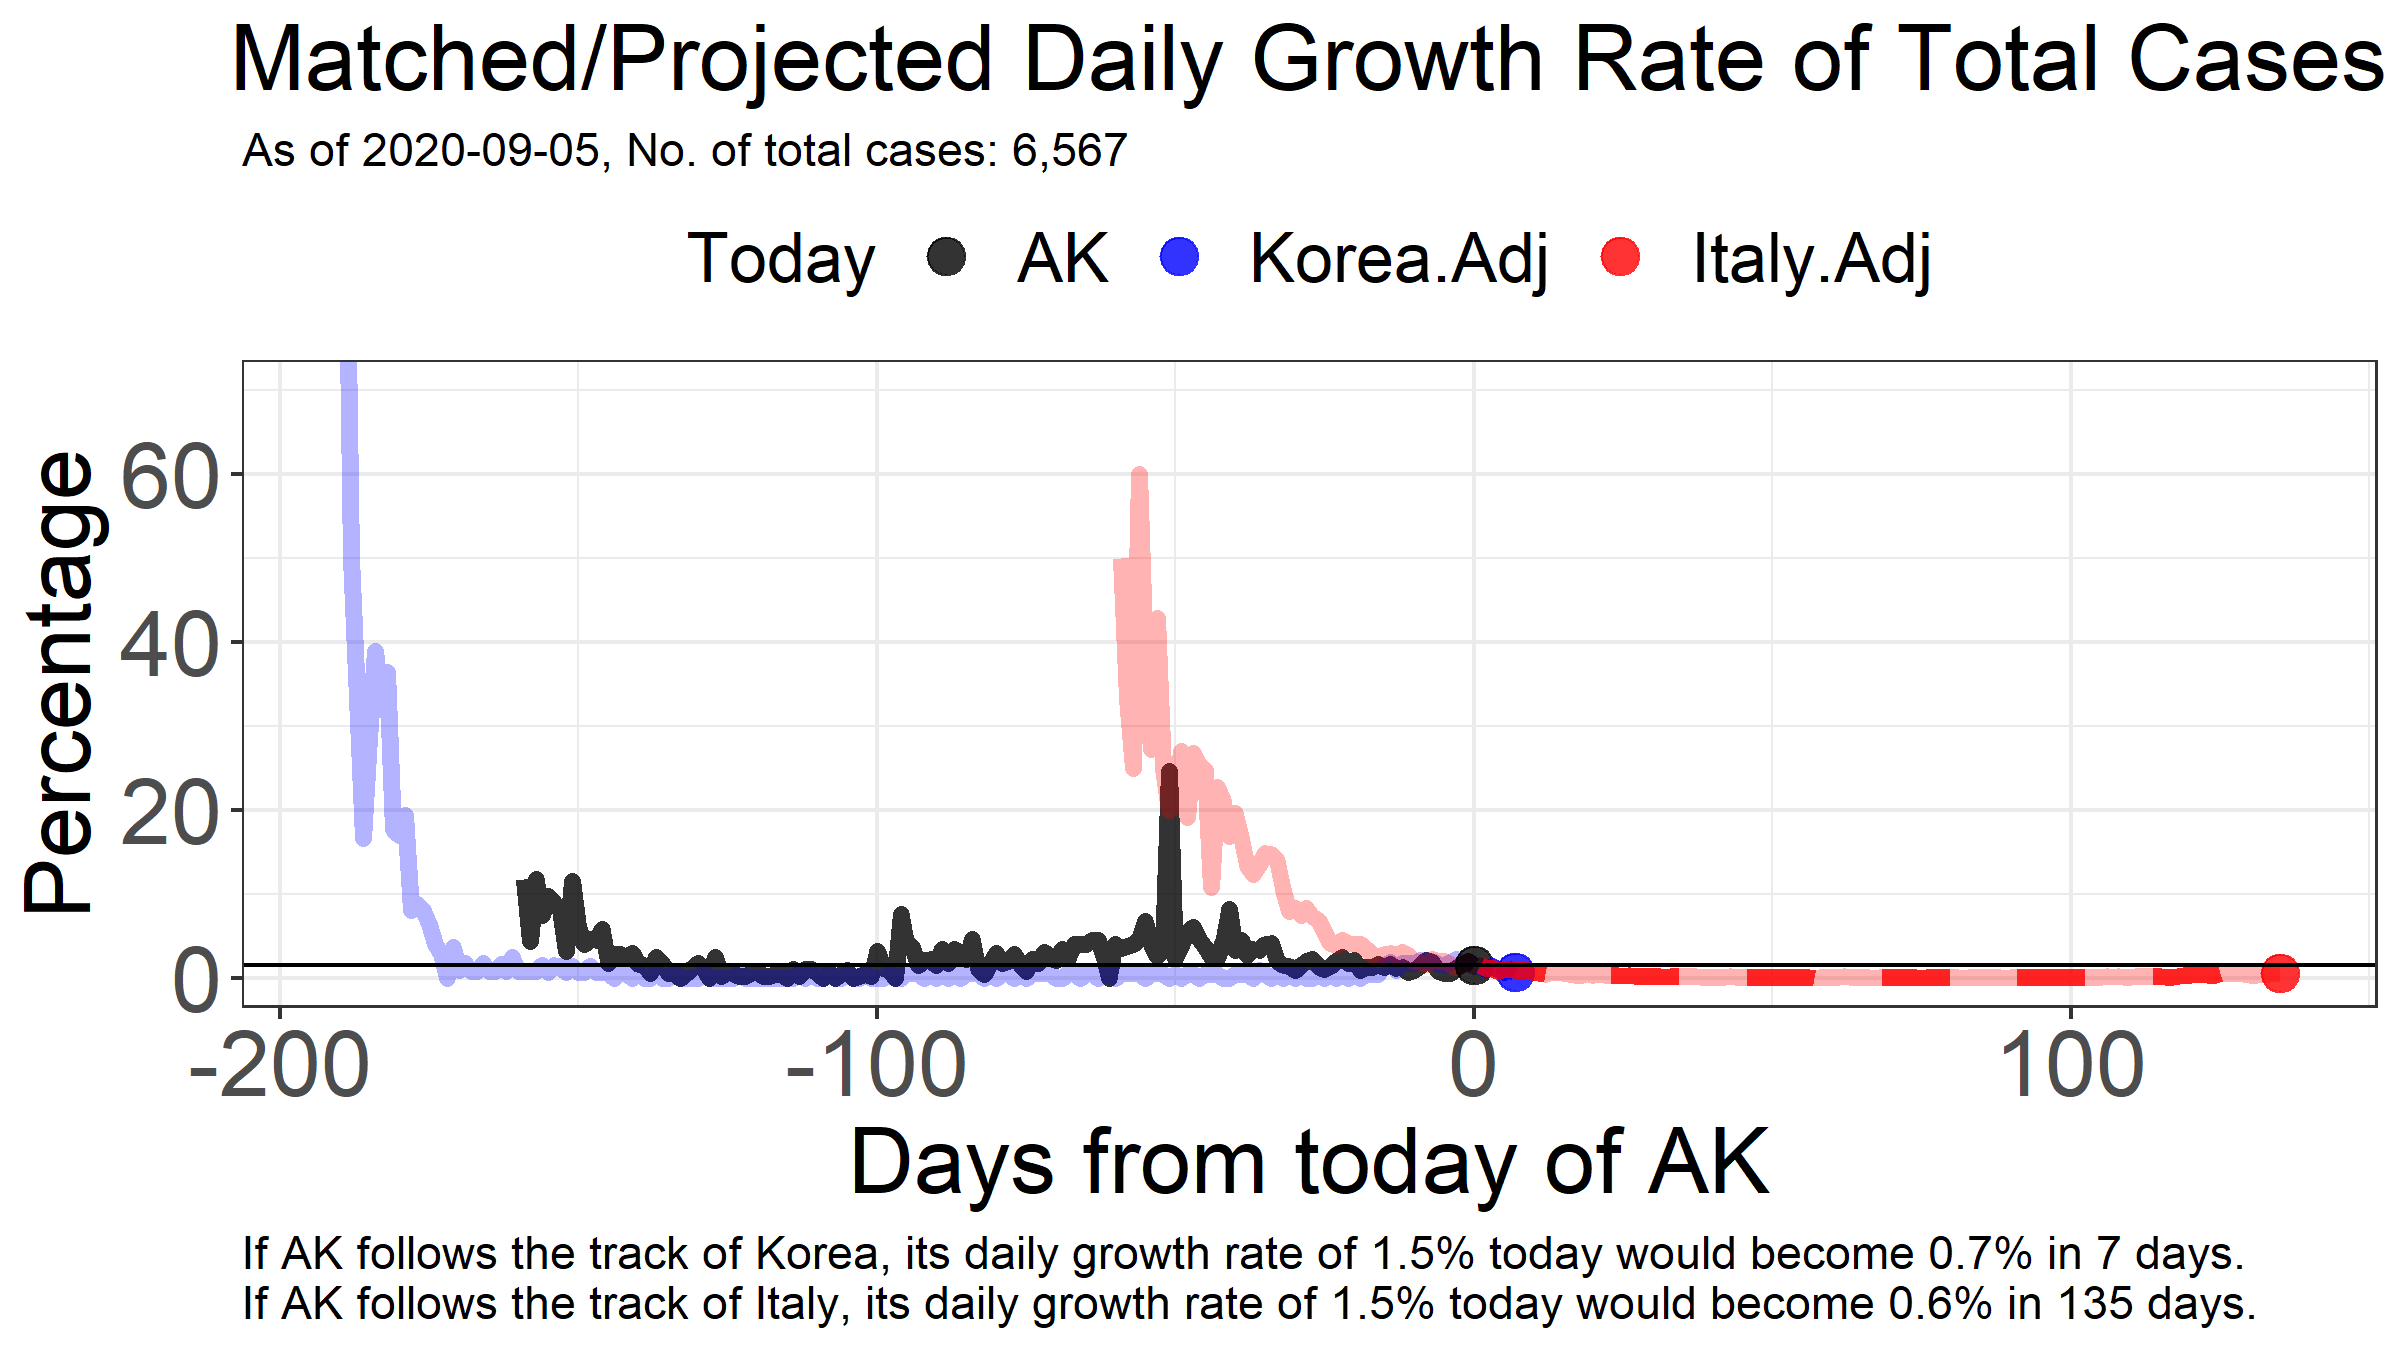 Matched/Projected Daily Growth Rate of Total Cases
As of 2020-09-05, No. of total cases: 6,567
Today AK Korea.Adj Italy.Adj
Percentage
60
40
20
0
-200 -100 0 100
Days from today of AK
If AK follows the track of Korea, its daily growth rate of 1.5% today would become 0.7% in 7 days.
If AK follows the track of Italy, its daily growth rate of 1.5% today would become 0.6% in 135 days.